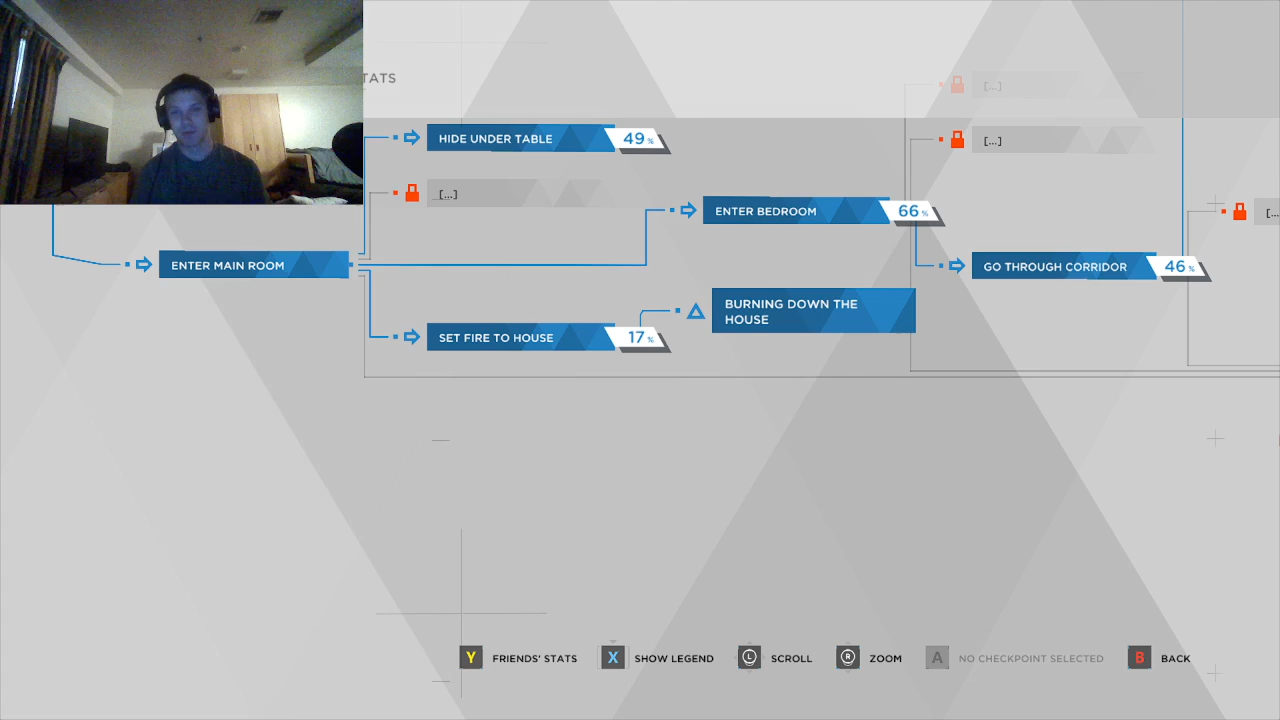 TATS
[...]
HIDE UNDER TABLE 49%
[...]
[...]
ENTER BEDROOM 66%
[...
ENTER MAIN ROOM
GO THROUGH CORRIDOR 46%
BURNING DOWN THE
HOUSE
SET FIRE TO HOUSE 17%
Y FRIENDS' STATS X SHOW LEGEND L SCROLL R ZOOM A NO CHECKPOINT SELECTED B BACK